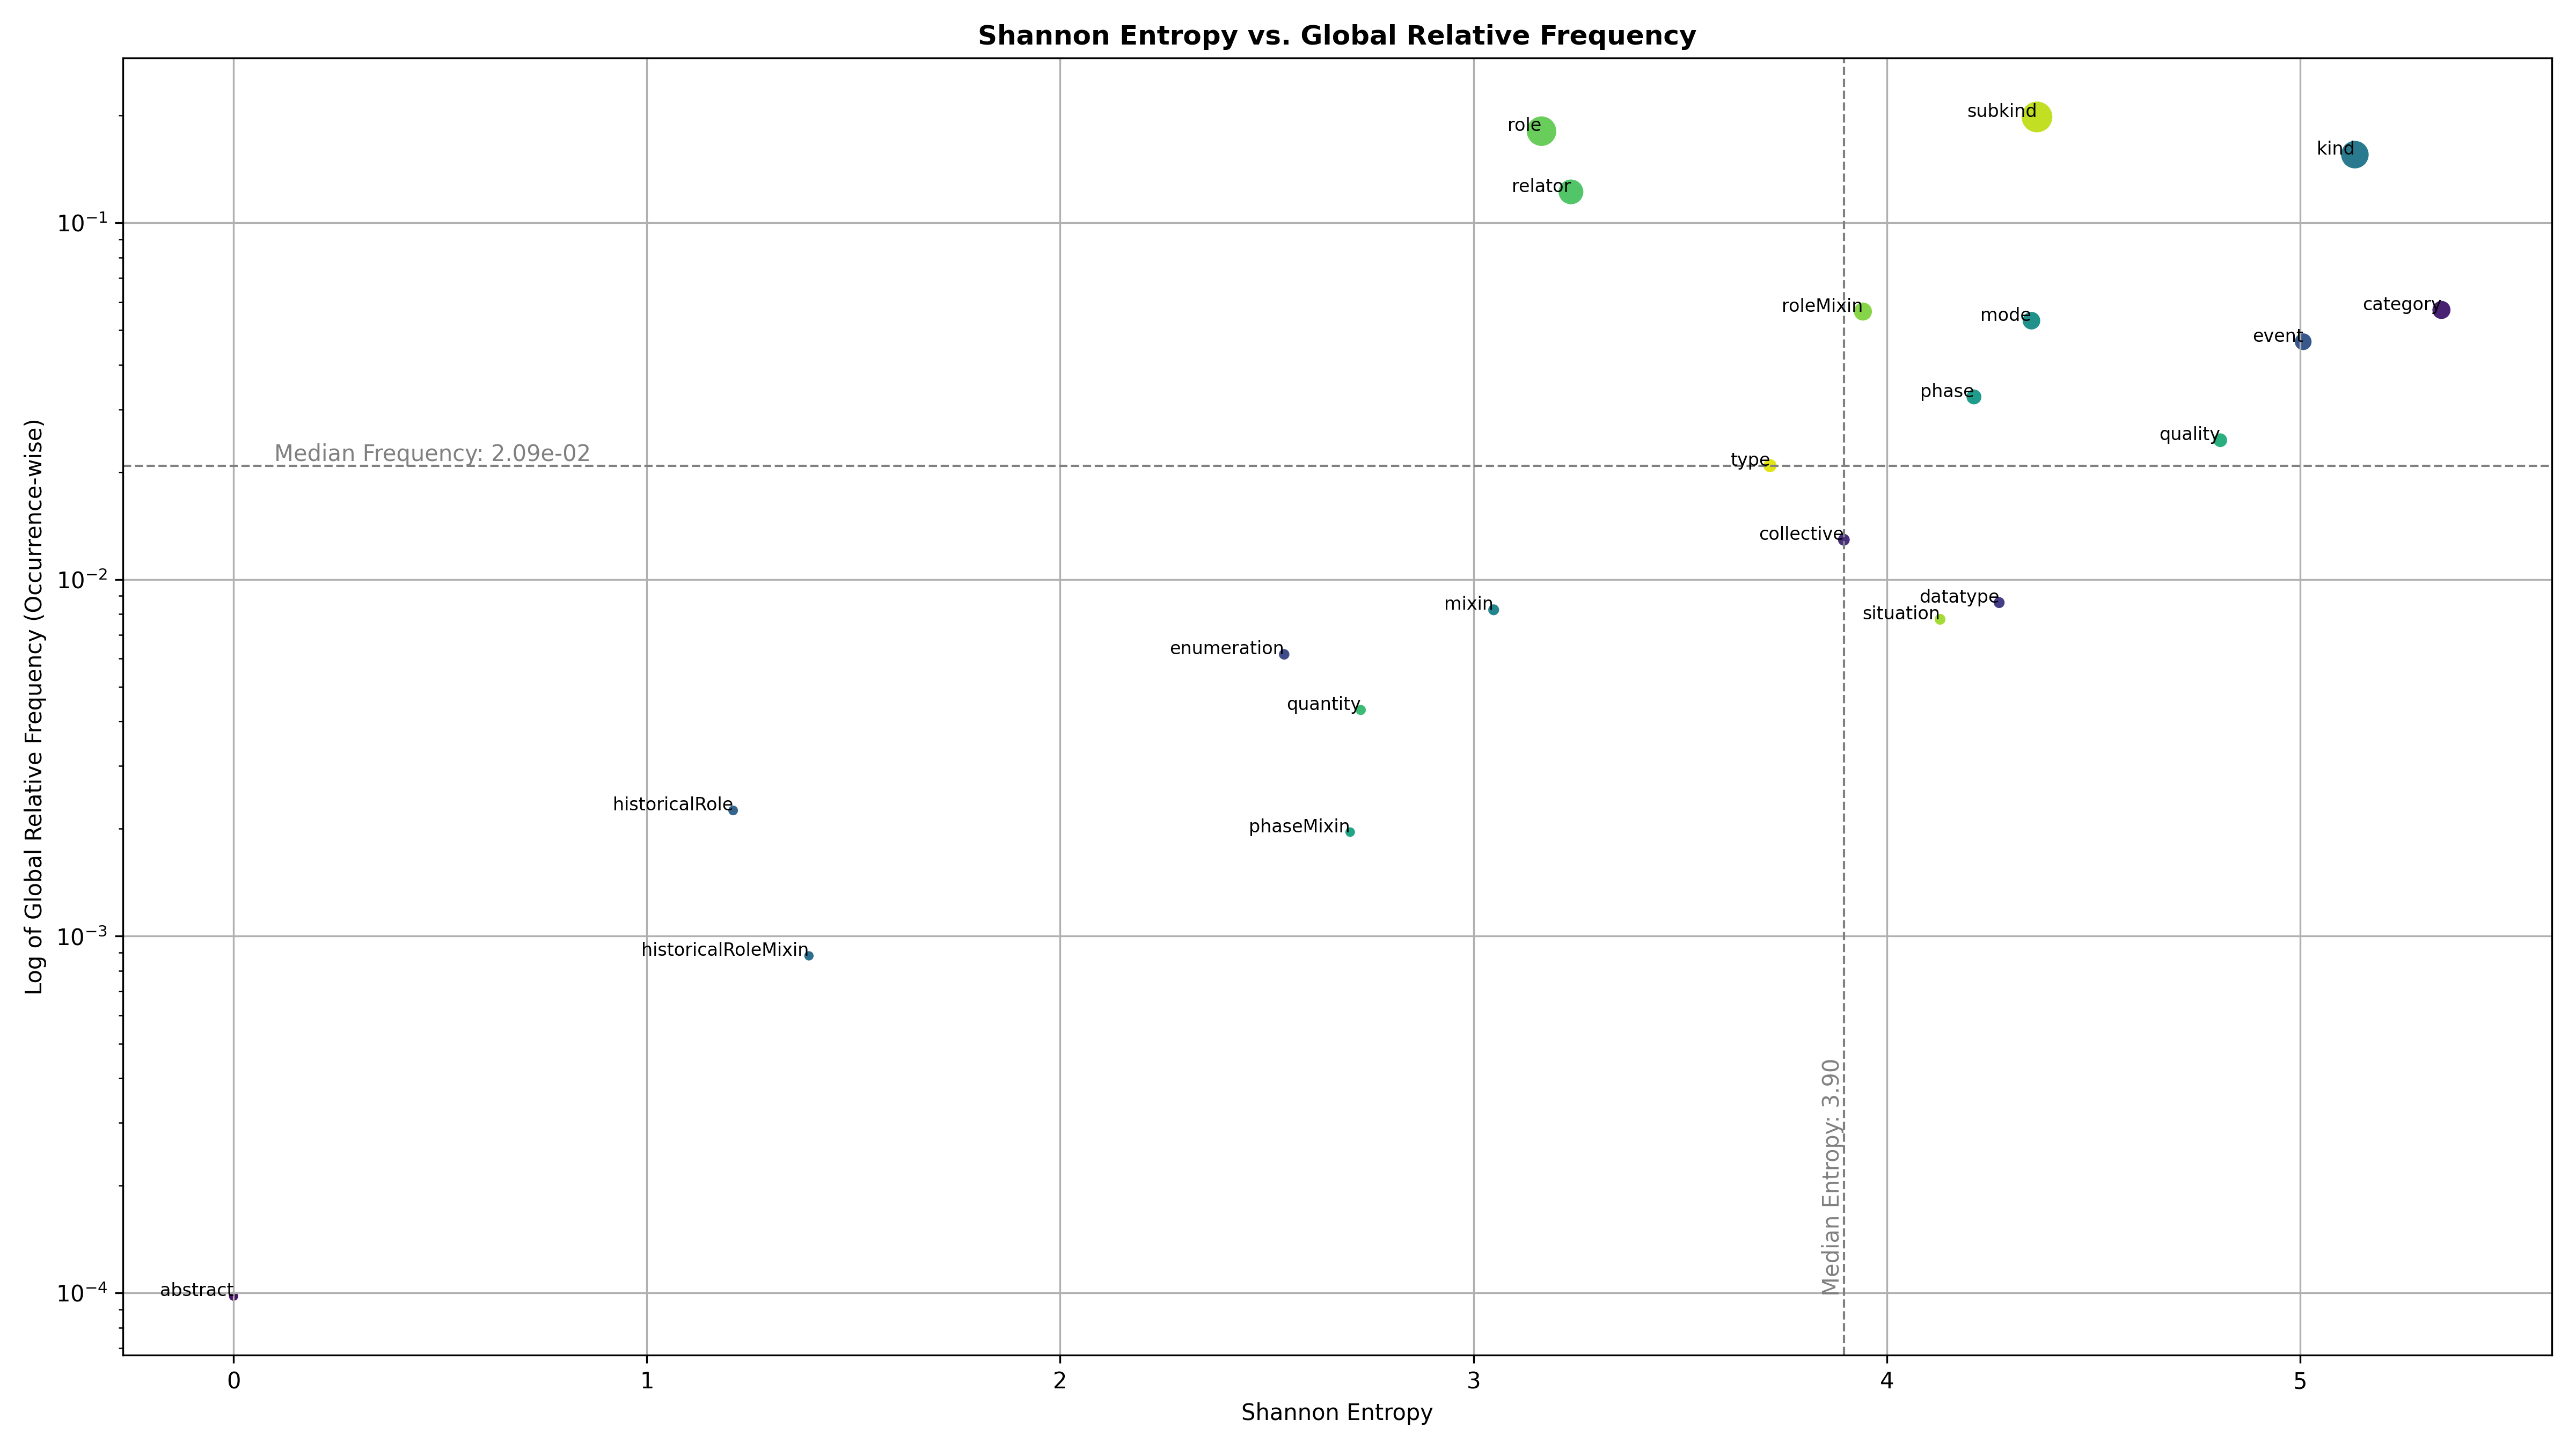 Shannon Entropy vs. Global Relative Frequency
Log of Global Relative Frequency (Occurrence-wise)
10⁻¹
10⁻²
10⁻³
10⁻⁴
subkind
role
kind
relator
category
roleMixin
mode
event
phase
quality
Median Frequency: 2.09e-02
type
collective
datatype
mixin
situation
enumeration
quantity
historicalRole
phaseMixin
historicalRoleMixin
Median Entropy: 3.90
abstract
0 1 2 3 4 5
Shannon Entropy